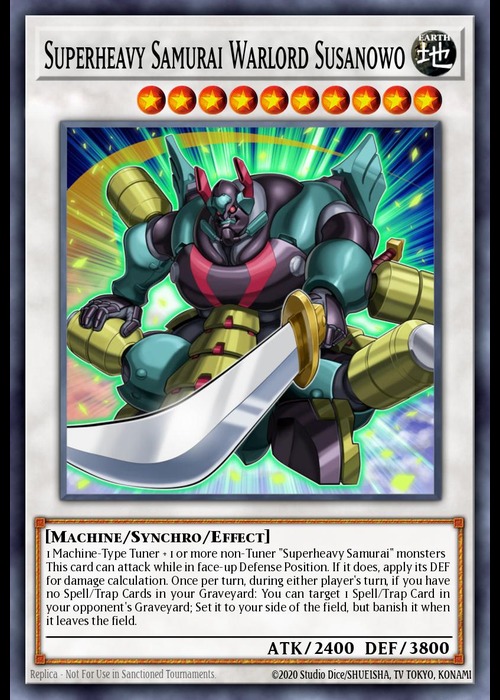 Superheavy Samurai Warlord Susanowo
EARTH
地
[Machine/Synchro/Effect]
1 Machine-Type Tuner + 1 or more non-Tuner "Superheavy Samurai" monsters
This card can attack while in face-up Defense Position. If it does, apply its DEF
for damage calculation. Once per turn, during either player's turn, if you have
no Spell/Trap Cards in your Graveyard: You can target 1 Spell/Trap Card in
your opponent's Graveyard; Set it to your side of the field, but banish it when
it leaves the field.
ATK/2400 DEF/3800
Replica - Not For Use in Sanctioned Tournaments.
©2020 Studio Dice/SHUEISHA, TV TOKYO, KONAMI